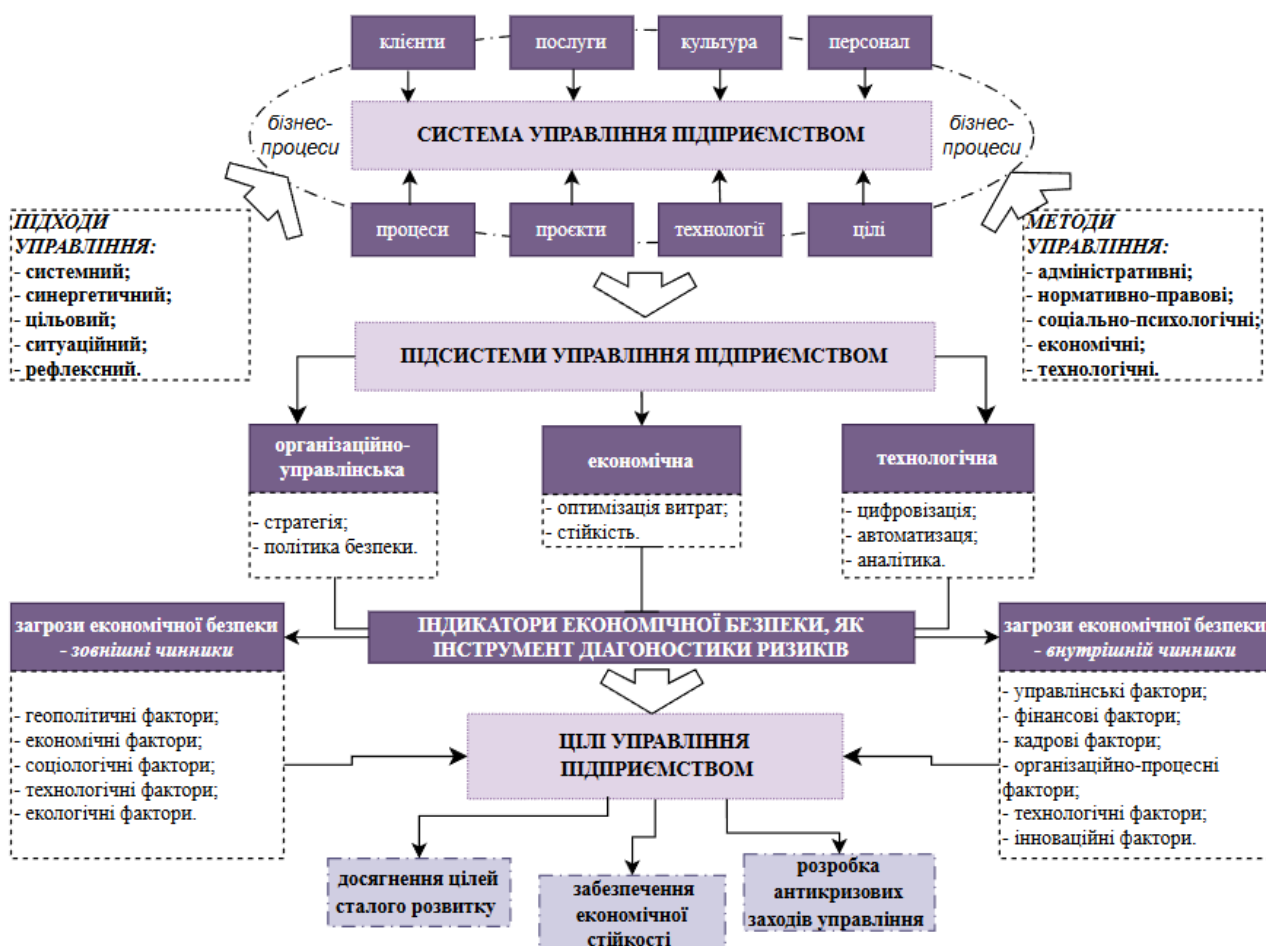 клієнти
послуги
культура
персонал
бізнес-
процеси
СИСТЕМА УПРАВЛІННЯ ПІДПРИЄМСТВОМ
бізнес-
процеси
процеси
проєкти
технології
цілі
ПІДХОДИ
УПРАВЛІННЯ:
- системний;
- синергетичний;
- цільовий;
- ситуаційний;
- рефлексний.
МЕТОДИ
УПРАВЛІННЯ:
- адміністративні;
- нормативно-правові;
- соціально-психологічні;
- економічні;
- технологічні.
ПІДСИСТЕМИ УПРАВЛІННЯ ПІДПРИЄМСТВОМ
організаційно-
управлінська
- стратегія;
- політика безпеки.
економічна
- оптимізація витрат;
- стійкість.
технологічна
- цифровізація;
- автоматизаця;
- аналітика.
ІНДИКАТОРИ ЕКОНОМІЧНОЇ БЕЗПЕКИ, ЯК
ІНСТРУМЕНТ ДІАГОНОСТИКИ РИЗИКІВ
загрози економічної безпеки
- зовнішні чинники
- геополітичні фактори;
- економічні фактори;
- соціологічні фактори;
- технологічні фактори;
- екологічні фактори.
загрози економічної безпеки
- внутрішній чинники
- управлінські фактори;
- фінансові фактори;
- кадрові фактори;
- організаційно-процесні
фактори;
- технологічні фактори;
- інноваційні фактори.
ЦІЛІ УПРАВЛІННЯ
ПІДПРИЄМСТВОМ
досягнення цілей
сталого розвитку
забезпечення
економічної
стійкості
розробка
антикризових
заходів управління